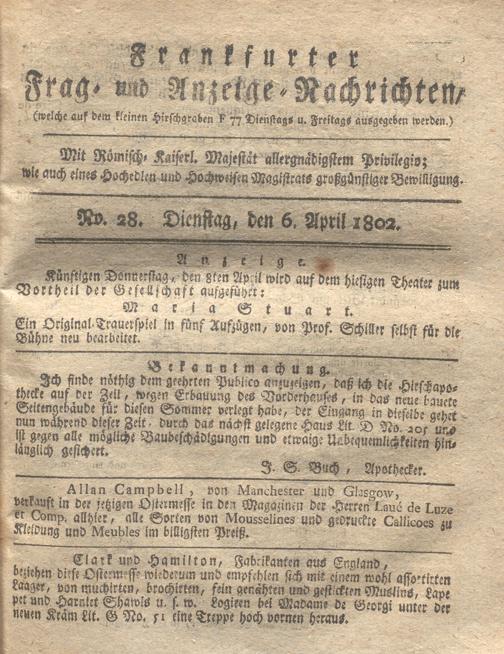 Frankfurter
Frag- und Anzeige-Nachrichten,
(welche auf dem kleinen Hirschgraben F 77 Dienstags u. Freitags ausgegeben werden.)
Mit Römisch-Kaiserl. Majestät allergnädigstem Privilegio;
wie auch eines Hochedlen und Hochweisen Magistrats großgünstiger Bewilligung.
No. 28. Dienstag, den 6. April 1802.
Anzeige.
Künftigen Donnerstag, den 8ten April wird auf dem hiesigen Theater zum
Vortheil der Gesellschaft aufgeführt:
Maria Stuart.
Ein Original-Trauerspiel in fünf Aufzügen, von Prof. Schiller selbst für die
Bühne neu bearbeitet.
Bekanntmachung.
Ich finde nöthig dem geehrten Publico anzuzeigen, daß ich die Hirschapo-
thecke auf der Zeil, wegen Erbauung des Vorderhauses, in das neue bauete
Seitengebäude für diesen Sommer verlegt habe, der Eingang in dieselbe gehet
nun während dieser Zeit, durch das nächst gelegene Haus Lit. D No. 205 und
ist gegen alle mögliche Baubeschädigungen und etwaige Unbequemlichkeiten hin-
länglich gesichert.
J. S. Buch, Apothecker.
Allan Campbell, von Manchester und Glasgow,
verkauft in der jetzigen Ostermesse in den Magazinen der Herren Laué de Luze
et Comp. allhier, alle Sorten von Mousselines und gedruckte Callicoes zu
Kleidung und Meubles im billigsten Preiß.
Clark und Hamilton, Fabrikanten aus England,
beziehen diese Ostermesse wiederum und empfehlen sich mit einem wohl assortirten
Laager, von muchirten, brochirten, fein genähten und gestickten Muslins, Lape
pet und Harnlet Shawls u. s. w. Logiren bey Madame de Georgi unter der
neuen Kräm Lit. G No. 51 eine Treppe hoch vornen heraus.